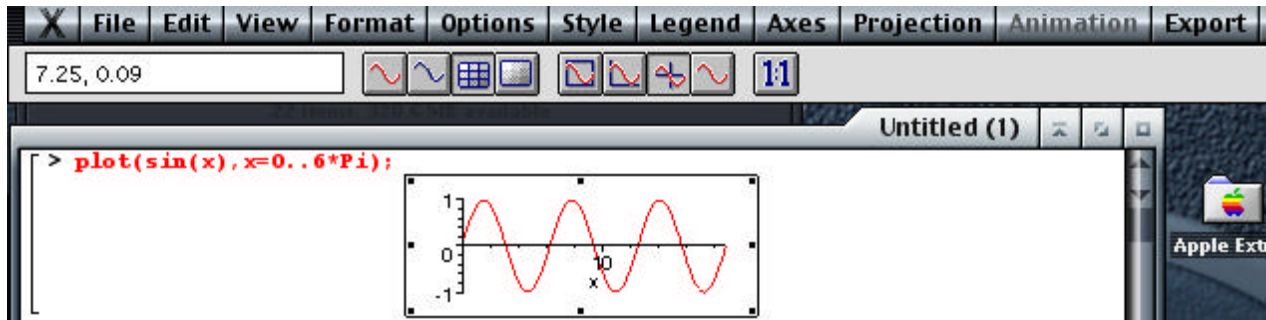 X File Edit View Format Options Style Legend Axes Projection Animation Export
7.25, 0.09 1:1
Untitled (1)
> plot(sin(x),x=0..6*Pi);
1
0
10
x
-1
Apple Ext